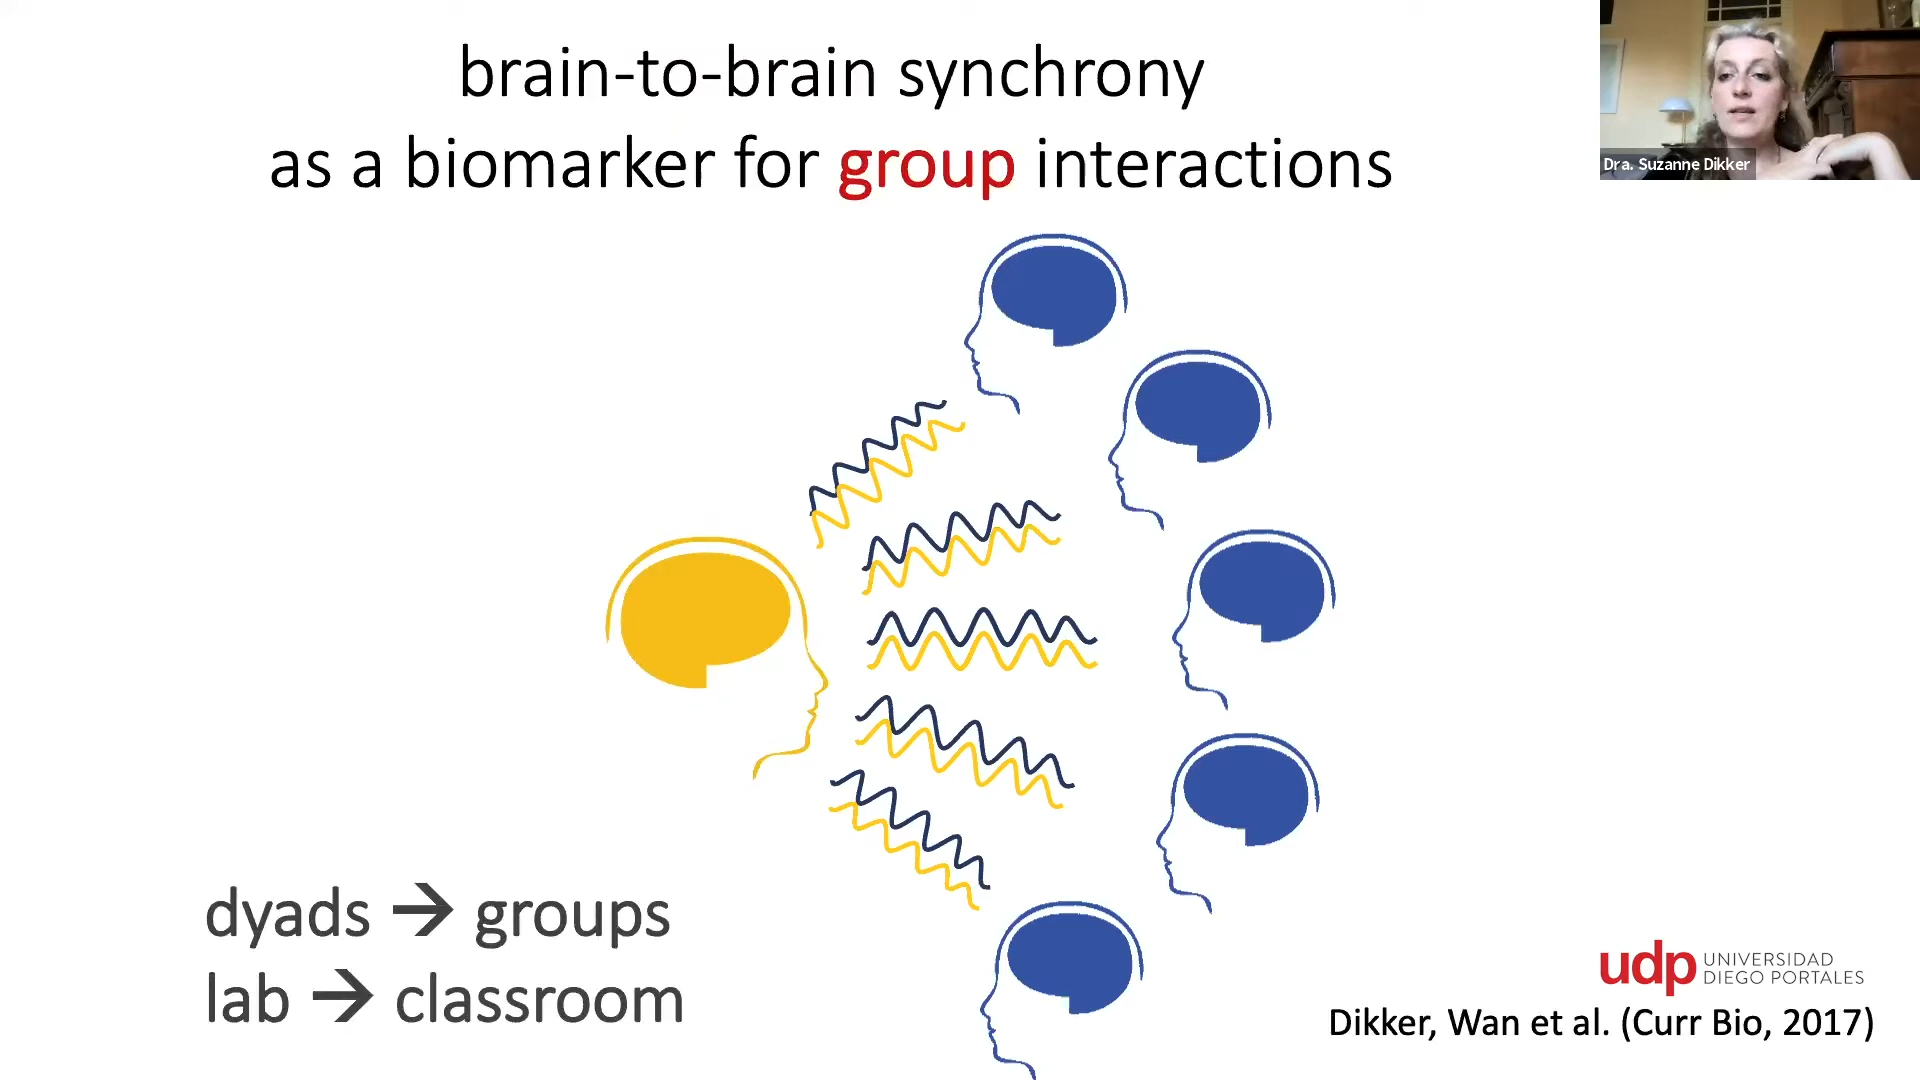 brain-to-brain synchrony
as a biomarker for group interactions
Dra. Suzanne Dikker
dyads → groups
lab → classroom
udp UNIVERSIDAD
DIEGO PORTALES
Dikker, Wan et al. (Curr Bio, 2017)